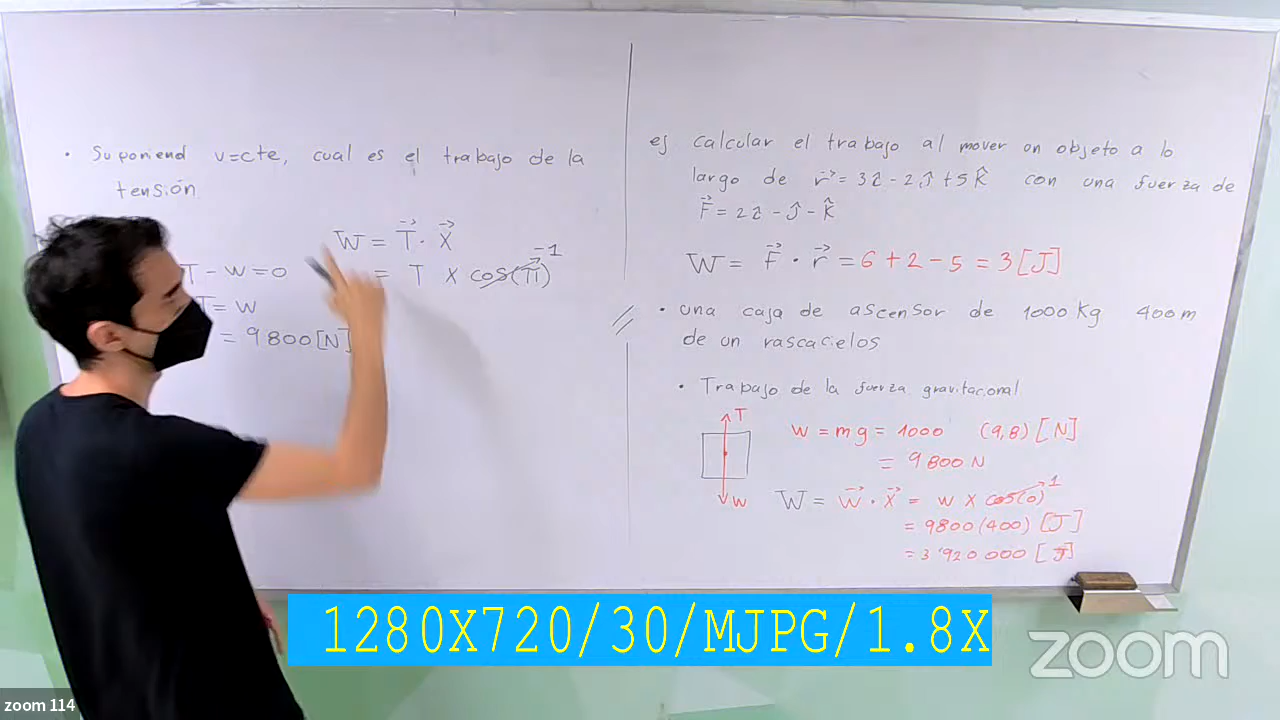 • Suponiend v=cte, cual es el trabajo de la
tensión.
W = T⃗ · X⃗
= T X cos(π) -1
T - w = 0
T = w
= 9800 [N]
ej calcular el trabajo al mover un objeto a lo
largo de r⃗ = 3î - 2ĵ + 5k̂ con una fuerza de
F⃗ = 2î - ĵ - k̂
W = F⃗ · r⃗ = 6 + 2 - 5 = 3 [J]
• una caja de ascensor de 1000 Kg 400 m
de un rascacielos
• Trabajo de la fuerza gravitacional
T
w
w = mg = 1000 (9,8) [N]
= 9800 N
W = w⃗ · x⃗ = w x cos(0) 1
= 9800 (400) [J]
= 3'920 000 [J]
1280X720/30/MJPG/1.8X
zoom
zoom 114